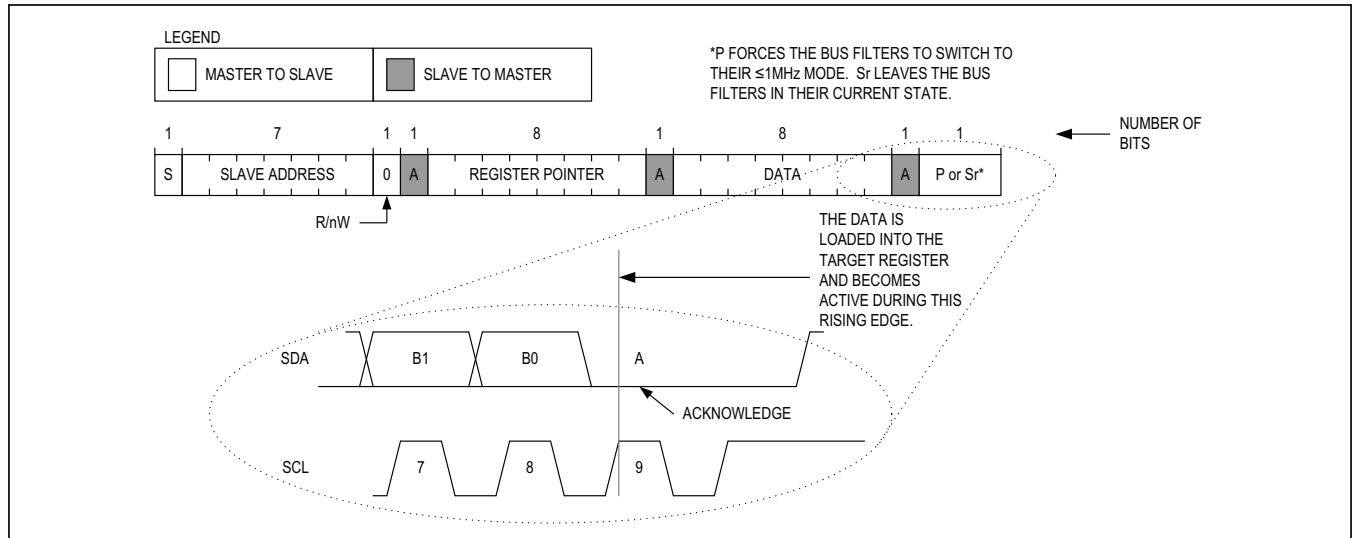 LEGEND
MASTER TO SLAVE
SLAVE TO MASTER
*P FORCES THE BUS FILTERS TO SWITCH TO
THEIR ≤1MHz MODE. Sr LEAVES THE BUS
FILTERS IN THEIR CURRENT STATE.
1 7 1 1 8 1 8 1 1
NUMBER OF
BITS
S SLAVE ADDRESS 0 A REGISTER POINTER A DATA A P or Sr*
R/nW
THE DATA IS
LOADED INTO THE
TARGET REGISTER
AND BECOMES
ACTIVE DURING THIS
RISING EDGE.
SDA B1 B0 A
ACKNOWLEDGE
SCL 7 8 9